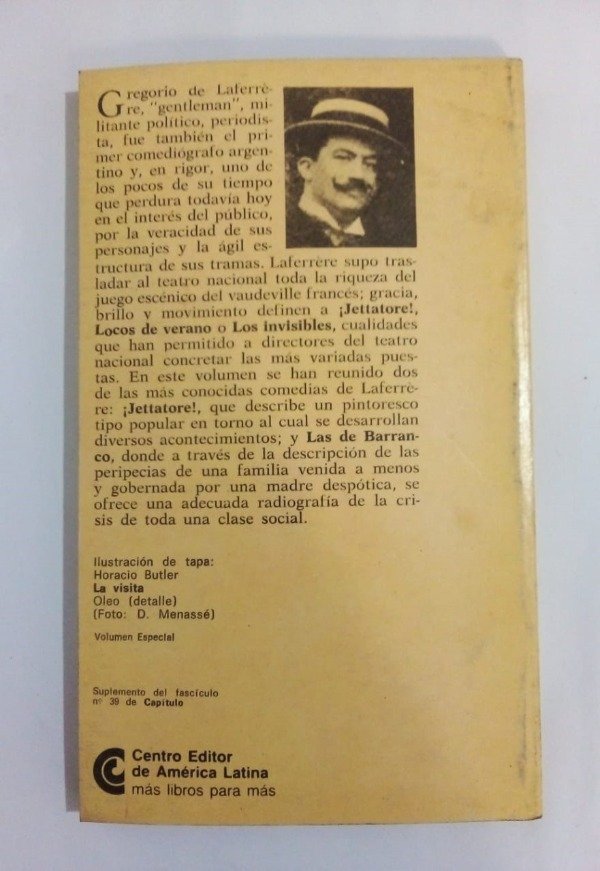 Gregorio de Laferrè-
re, "gentleman", mi-
litante político, periodis-
ta, fue también el pri-
mer comediógrafo argen-
tino y, en rigor, uno de
los pocos de su tiempo
que perdura todavía hoy
en el interés del público,
por la veracidad de sus
personajes y la ágil es-
tructura de sus tramas. Laferrère supo tras-
ladar al teatro nacional toda la riqueza del
juego escénico del vaudeville francés; gracia,
brillo y movimiento definen a ¡Jettatore!,
Locos de verano o Los invisibles, cualidades
que han permitido a directores del teatro
nacional concretar las más variadas pues-
tas. En este volumen se han reunido dos
de las más conocidas comedias de Laferrè-
re: ¡Jettatore!, que describe un pintoresco
tipo popular en torno al cual se desarrollan
diversos acontecimientos; y Las de Barran-
co, donde a través de la descripción de las
peripecias de una familia venida a menos
y gobernada por una madre despótica, se
ofrece una adecuada radiografía de la cri-
sis de toda una clase social.
Ilustración de tapa:
Horacio Butler
La visita
Oleo (detalle)
(Foto: D. Menassé)
Volumen Especial
Suplemento del fascículo
nº 39 de Capítulo
Centro Editor
de América Latina
más libros para más